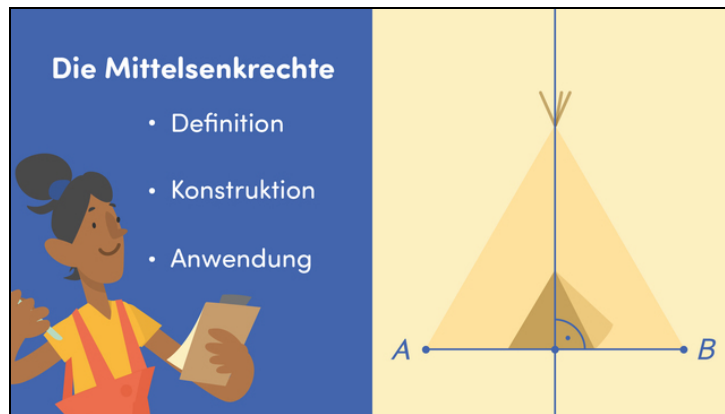 Die Mittelsenkrechte
• Definition
• Konstruktion
• Anwendung
A
B